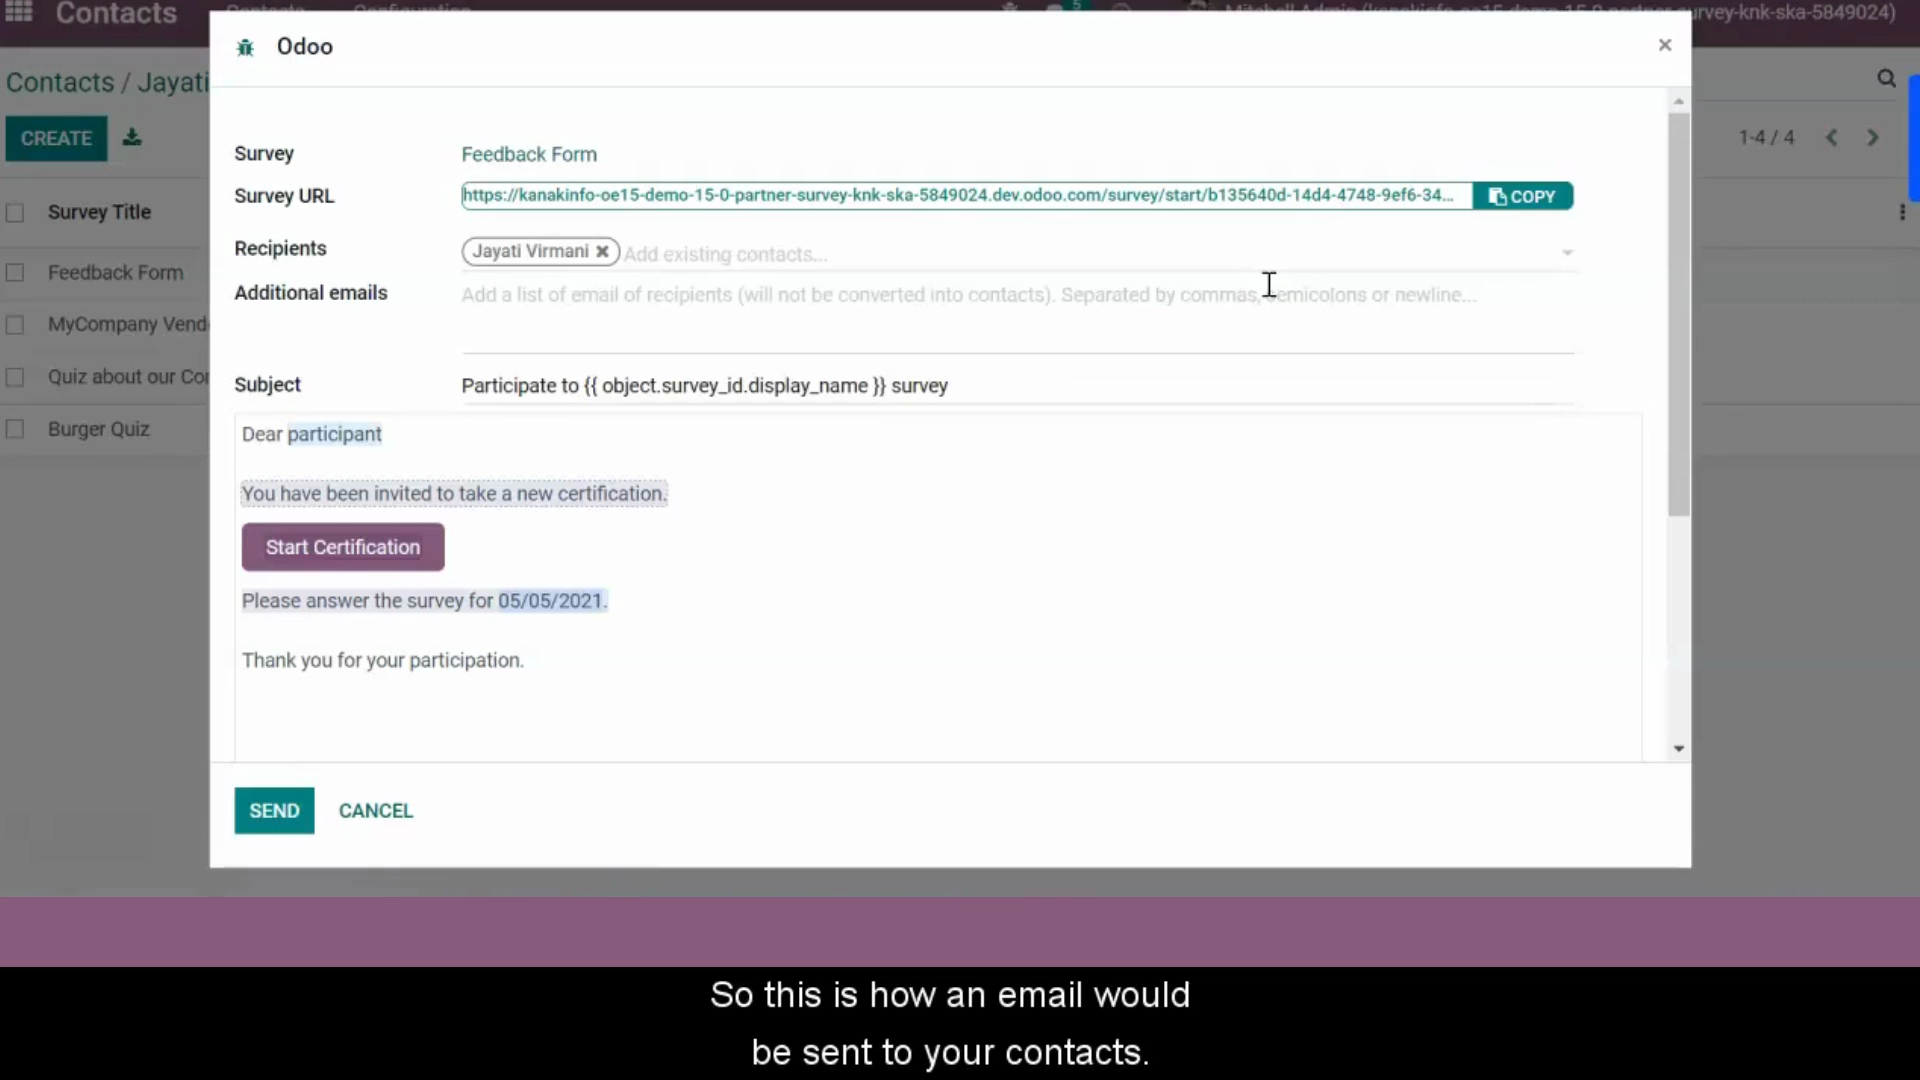 Contacts
5
Odoo
Contacts / Jayati
CREATE
1-4 / 4
Survey
Feedback Form
Survey URL
https://kanakinfo-oe15-demo-15-0-partner-survey-knk-ska-5849024.dev.odoo.com/survey/start/b135640d-14d4-4748-9ef6-34...
COPY
Survey Title
Recipients
Jayati Virmani
Add existing contacts...
Feedback Form
Additional emails
Add a list of email of recipients (will not be converted into contacts). Separated by commas, semicolons or newline...
MyCompany Vend
Quiz about our Co
Subject
Participate to {{ object.survey_id.display_name }} survey
Burger Quiz
Dear participant
You have been invited to take a new certification.
Start Certification
Please answer the survey for 05/05/2021.
Thank you for your participation.
SEND
CANCEL
So this is how an email would
be sent to your contacts.